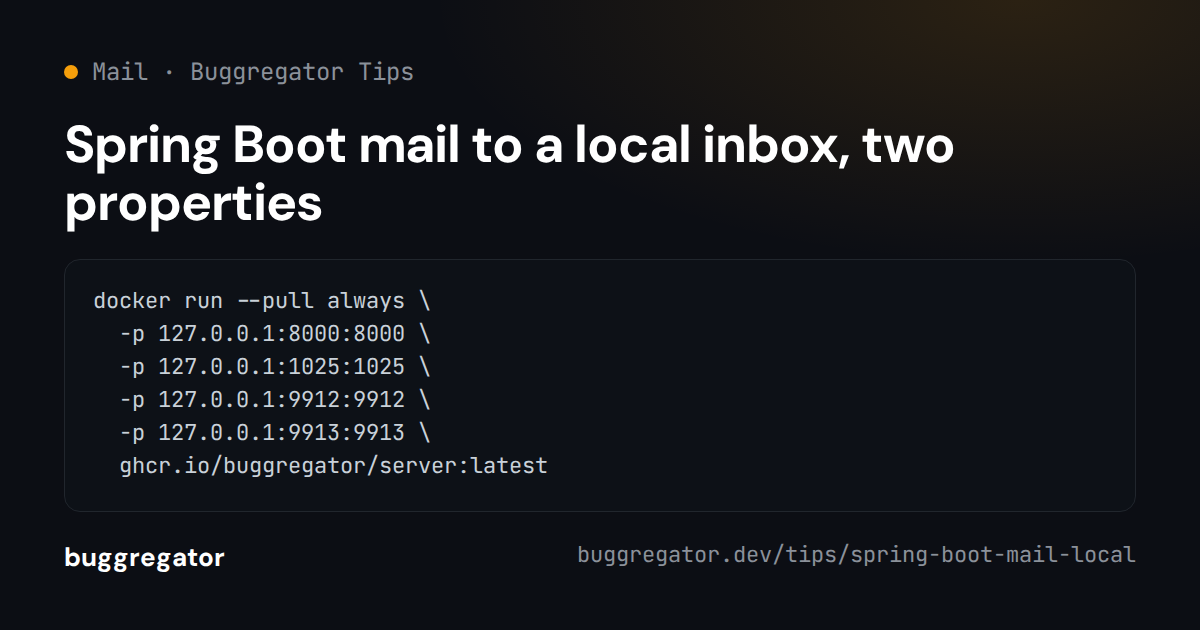 Mail · Buggregator Tips
Spring Boot mail to a local inbox, two
properties
docker run --pull always \
  -p 127.0.0.1:8000:8000 \
  -p 127.0.0.1:1025:1025 \
  -p 127.0.0.1:9912:9912 \
  -p 127.0.0.1:9913:9913 \
  ghcr.io/buggregator/server:latest
buggregator
buggregator.dev/tips/spring-boot-mail-local